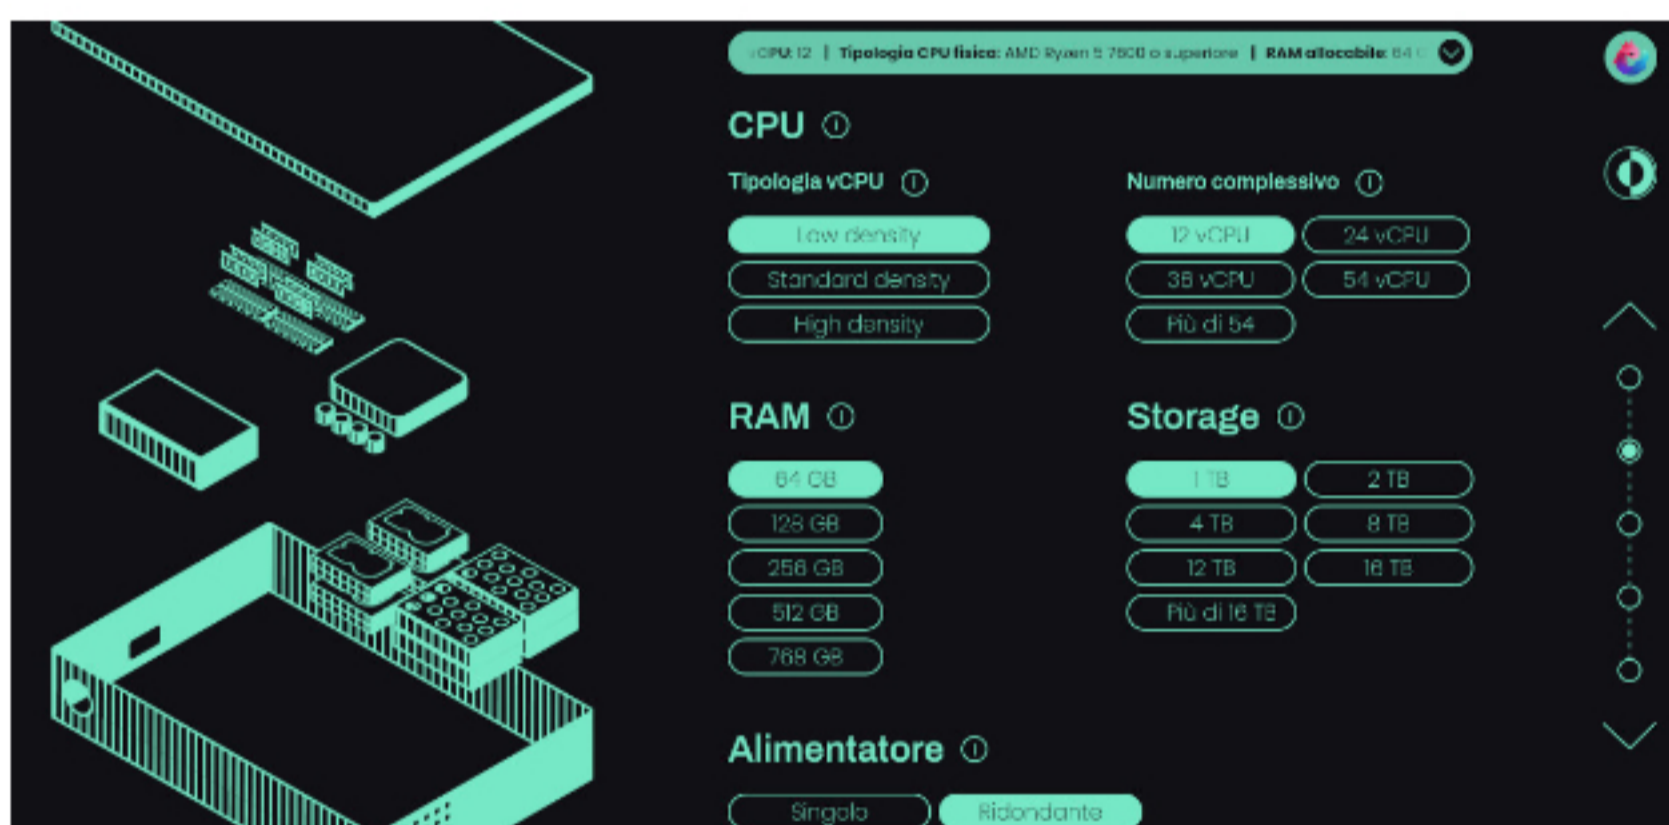 vCPU: 12 | Tipologia CPU fisica: AMD Ryzen 5 7600 o superiore | RAM allocabile: 64
CPU
Tipologia vCPU
Numero complessivo
Low density
12 vCPU
24 vCPU
Standard density
36 vCPU
54 vCPU
High density
Più di 54
RAM
Storage
64 GB
1 TB
2 TB
128 GB
4 TB
8 TB
256 GB
12 TB
16 TB
512 GB
Più di 16 TB
768 GB
Alimentatore
Singolo
Ridondante